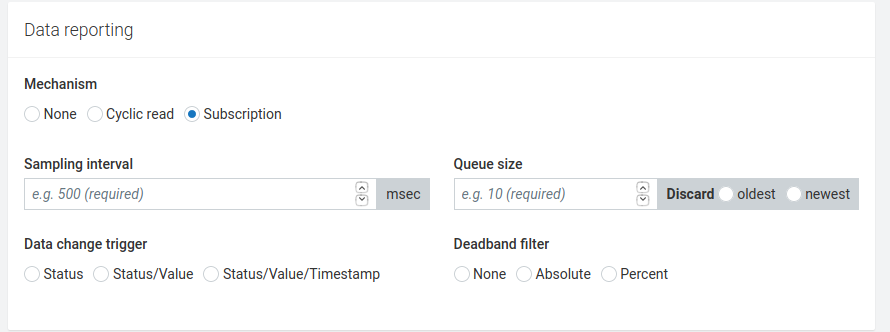 Data reporting
Mechanism
None Cyclic read Subscription
Sampling interval Queue size
e.g. 500 (required) msec e.g. 10 (required) Discard oldest newest
Data change trigger Deadband filter
Status Status/Value Status/Value/Timestamp None Absolute Percent